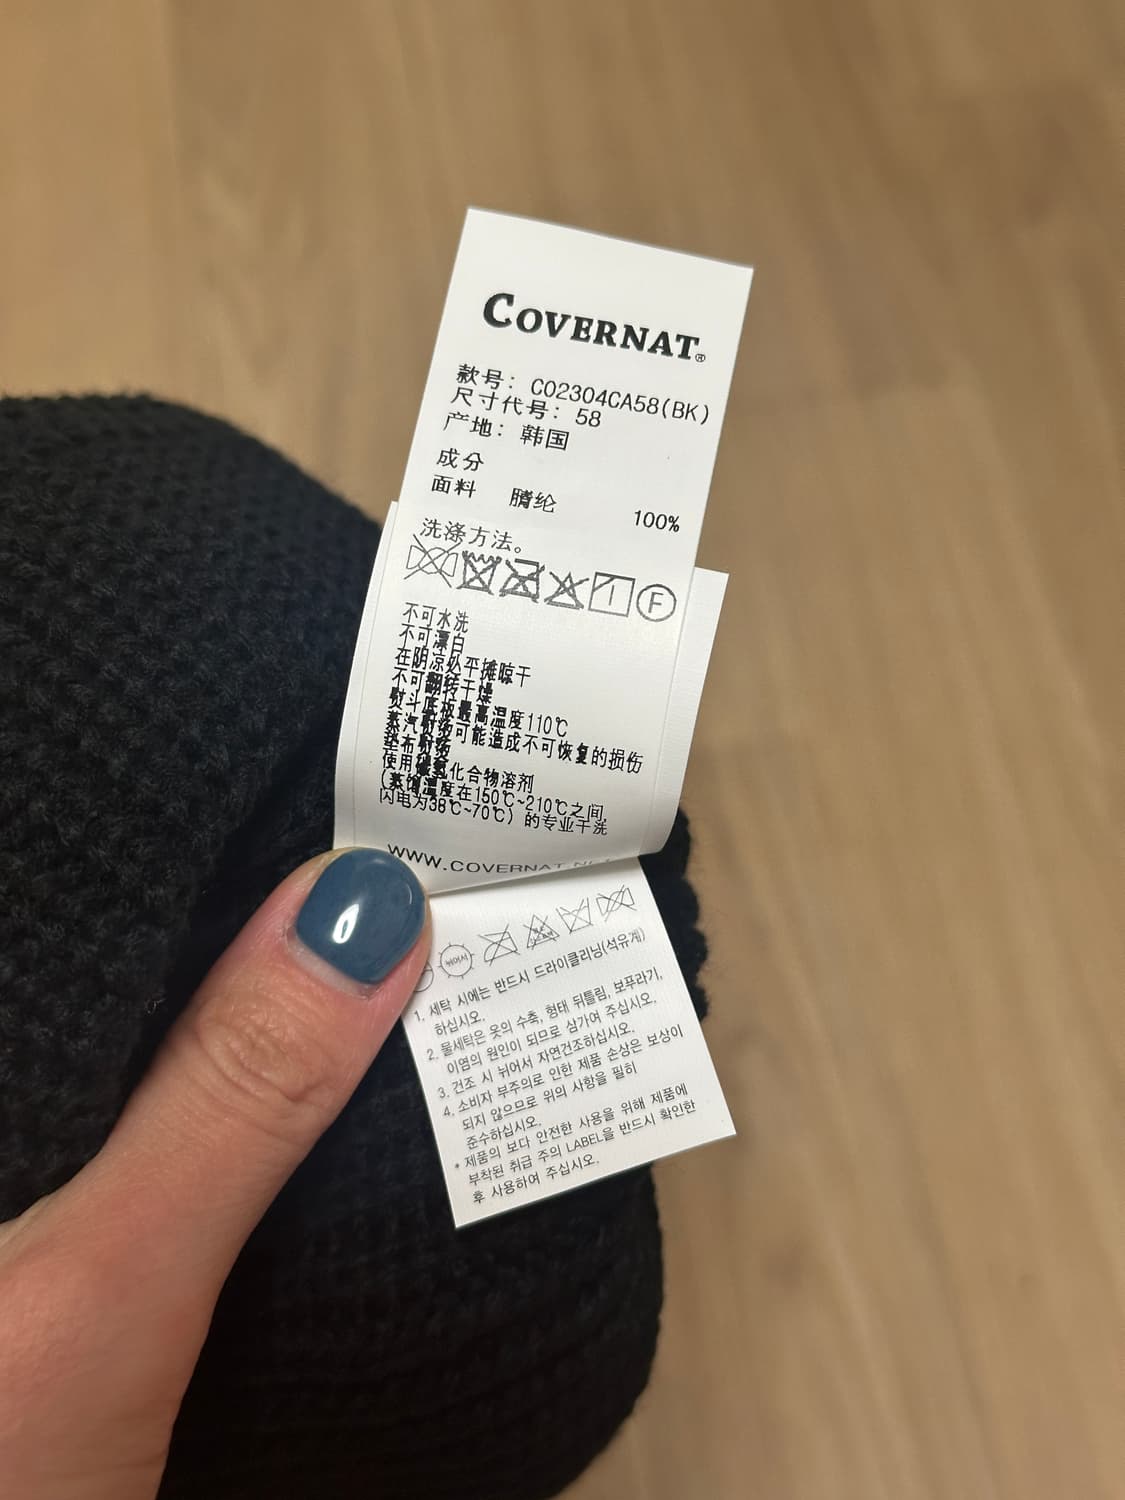 COVERNAT®
款号: CO2304CA58(BK)
尺寸代号: 58
产地: 韩国
成分
面料 腈纶 100%
洗涤方法。
F
不可水洗
不可漂白
在阴凉处平摊晾干
不可翻转干燥
熨斗底板最高温度110℃
蒸汽熨烫可能造成不可恢复的损伤
垫布熨烫
使用碳氢化合物溶剂
(蒸馏温度在150℃~210℃之间,
闪电为38℃~70℃) 的专业干洗
WWW.COVERNAT.NET
뉘어서
1. 세탁 시에는 반드시 드라이클리닝(석유계)
하십시오.
2. 물세탁은 옷의 수축, 형태 뒤틀림, 보푸라기,
이염의 원인이 되므로 삼가여 주십시오.
3. 건조 시 뉘어서 자연건조하십시오.
4. 소비자 부주의로 인한 제품 손상은 보상이
되지 않으므로 위의 사항을 필히
준수하십시오.
* 제품의 보다 안전한 사용을 위해 제품에
부착된 취급 주의 LABEL을 반드시 확인한
후 사용하여 주십시오.